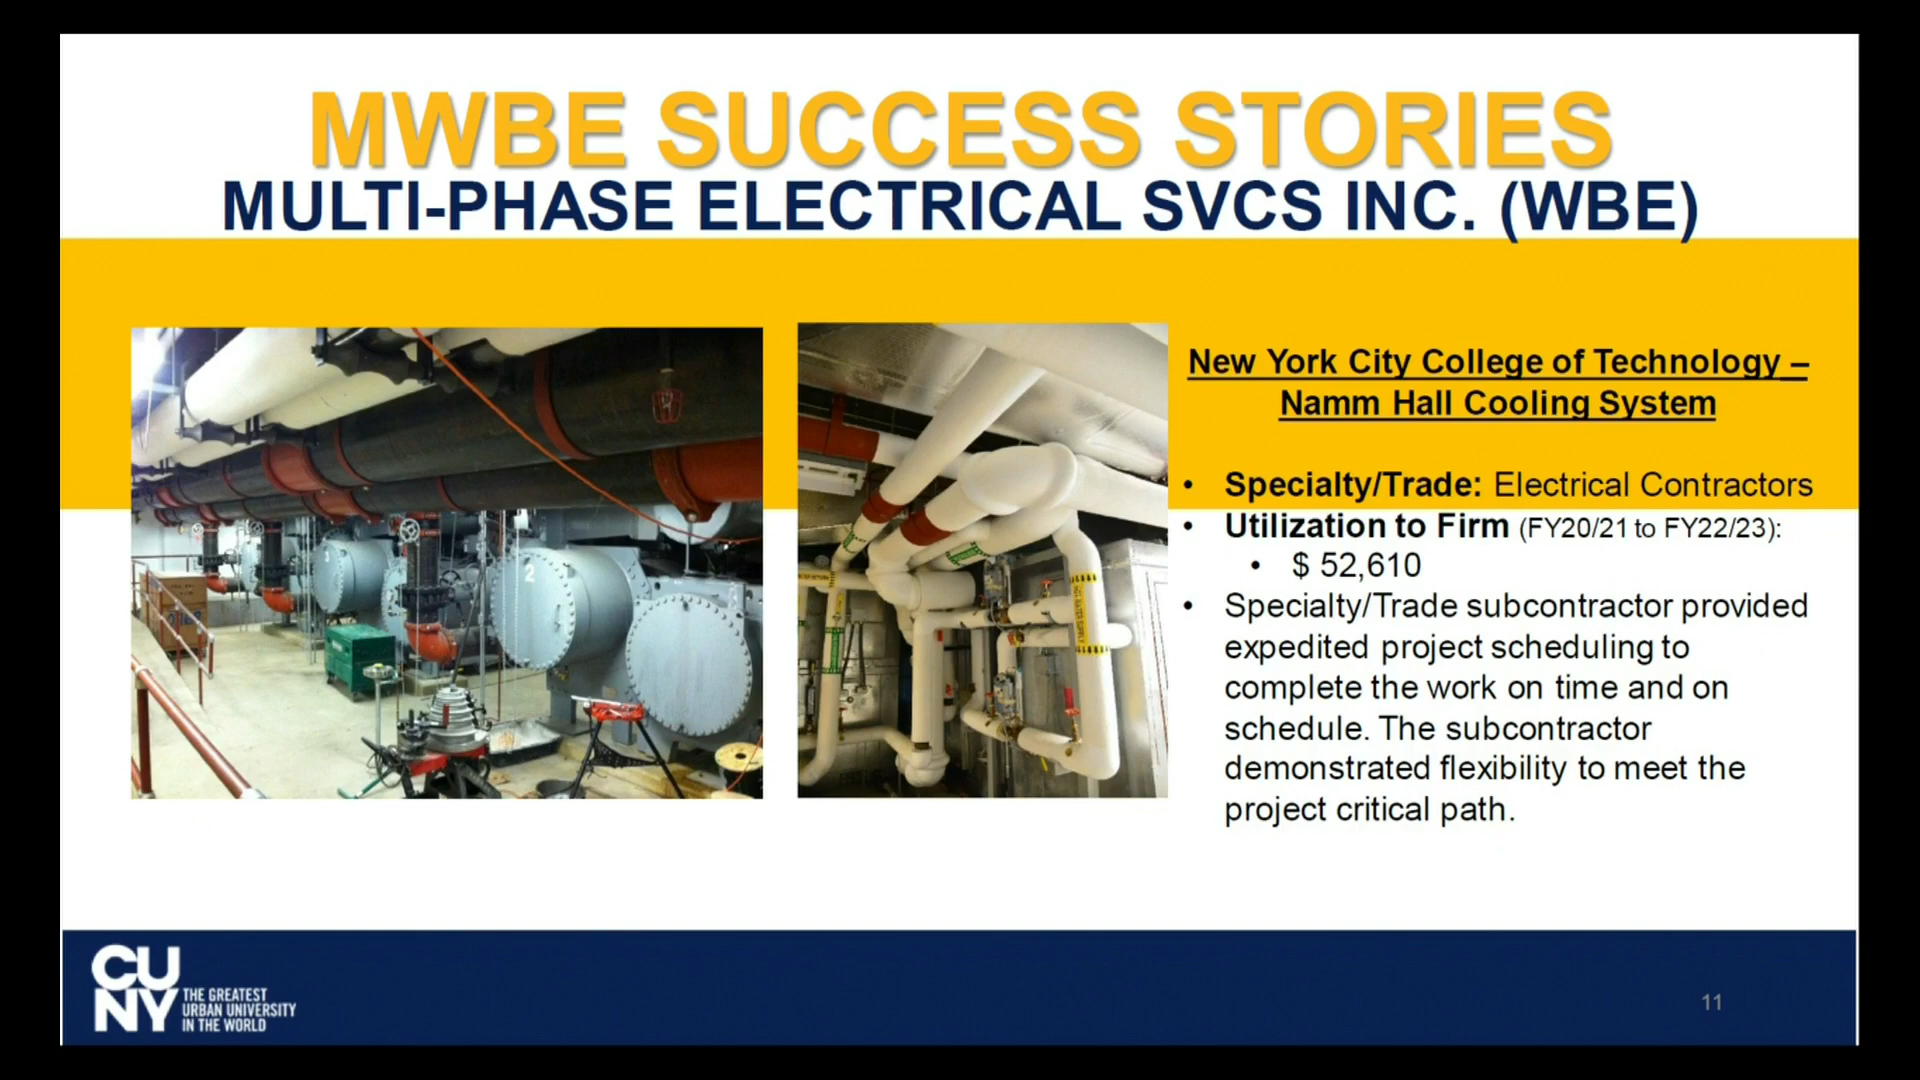 MWBE SUCCESS STORIES
MULTI-PHASE ELECTRICAL SVCS INC. (WBE)
New York City College of Technology –
Namm Hall Cooling System
• Specialty/Trade: Electrical Contractors
• Utilization to Firm (FY20/21 to FY22/23):
• $ 52,610
• Specialty/Trade subcontractor provided
expedited project scheduling to
complete the work on time and on
schedule. The subcontractor
demonstrated flexibility to meet the
project critical path.
2
CU
NY
THE GREATEST
URBAN UNIVERSITY
IN THE WORLD
11